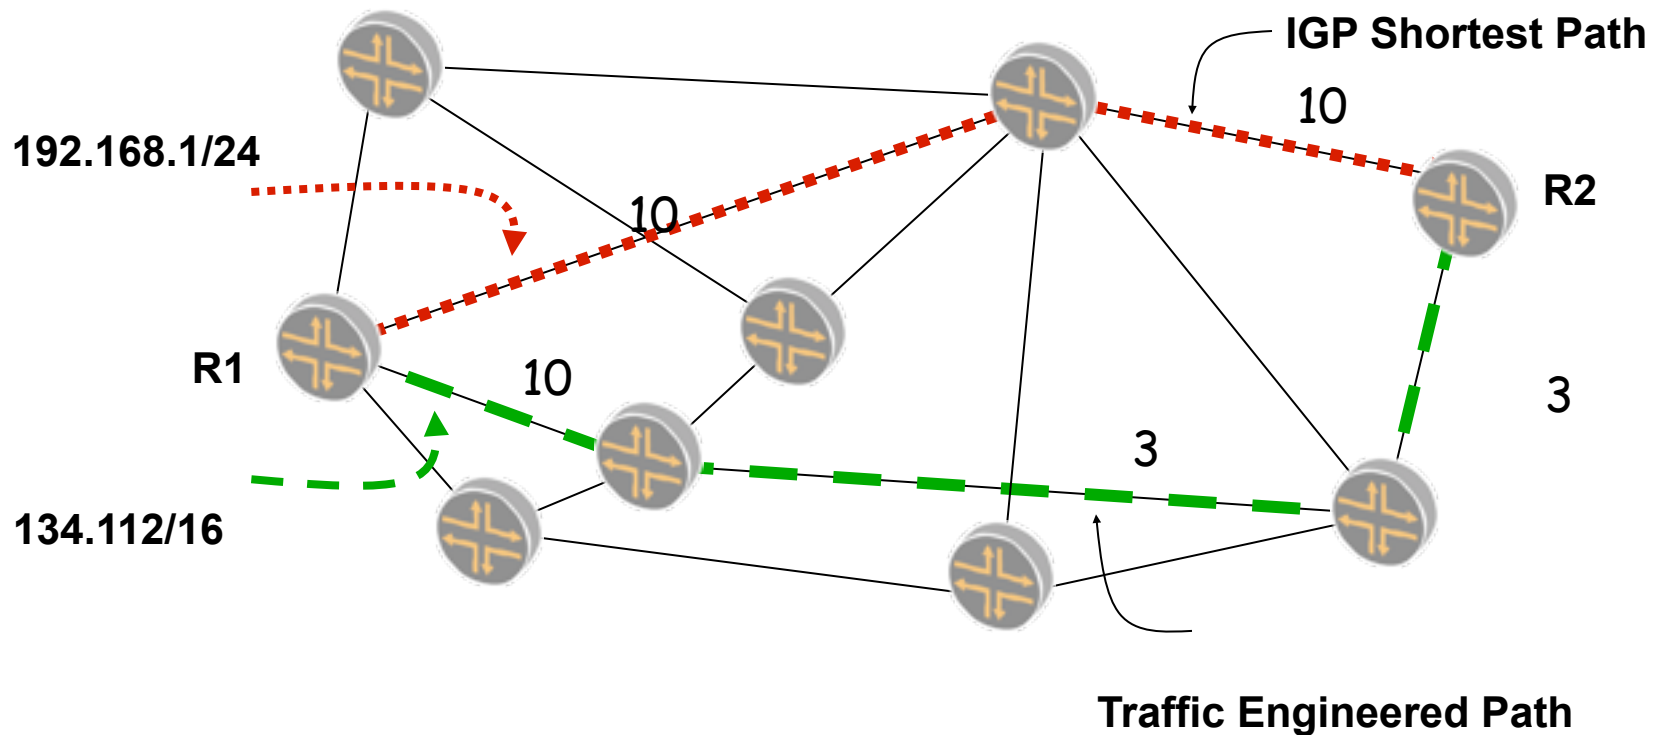 IGP Shortest Path
10
192.168.1/24
R2
10
R1
10
3
3
134.112/16
Traffic Engineered Path